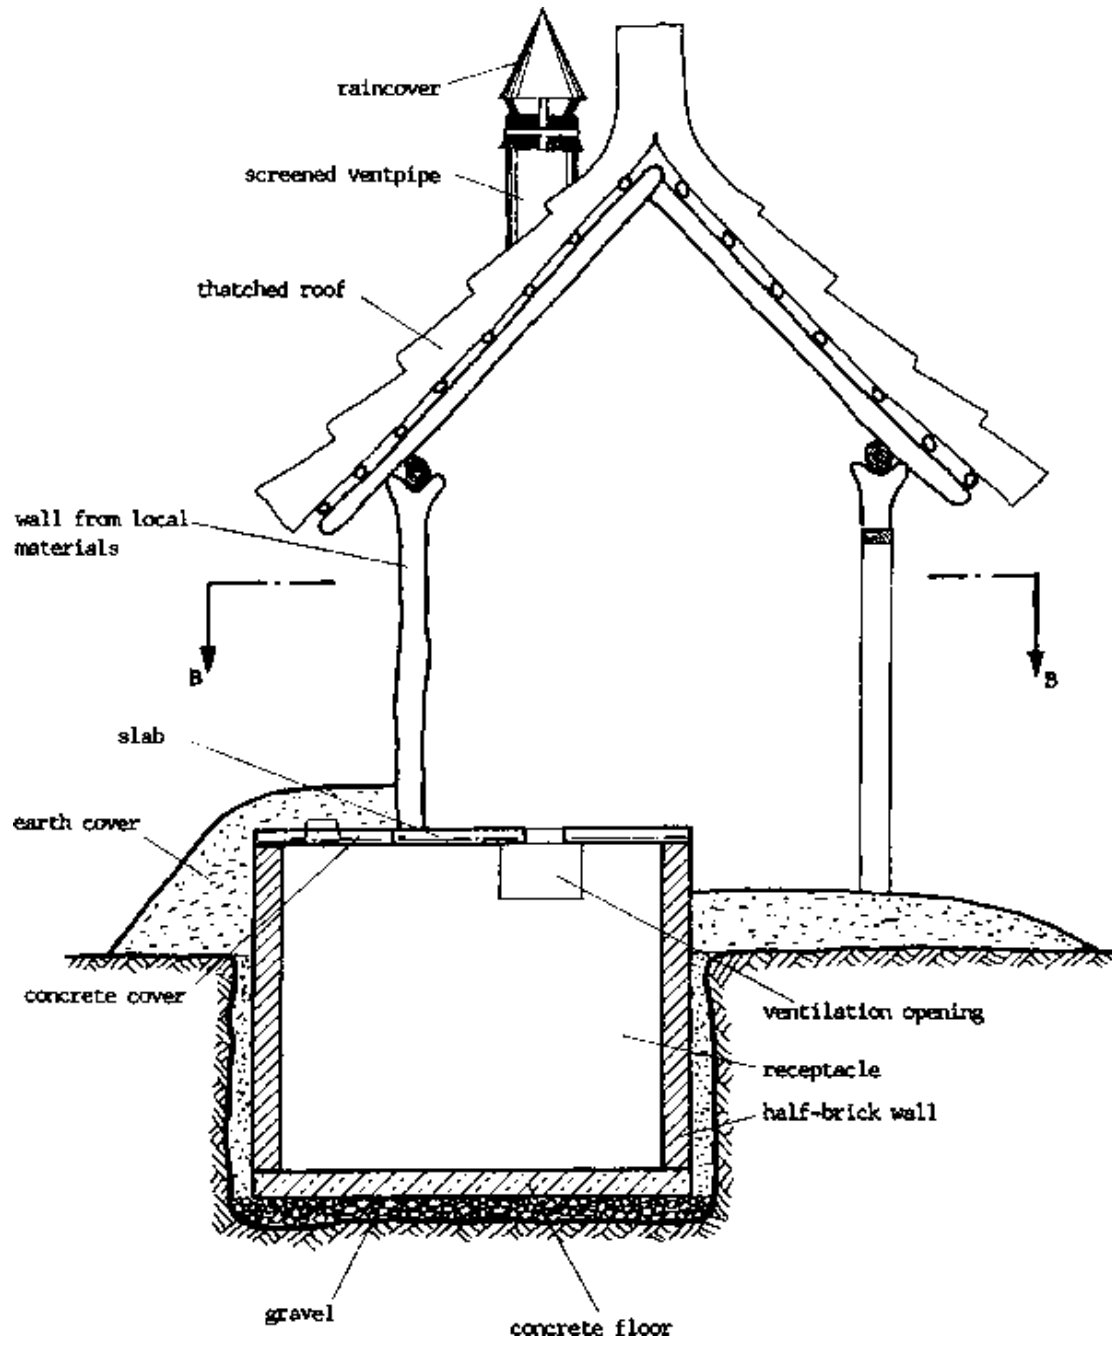 raincover
screened ventpipe
thatched roof
wall from local
materials
B
B
slab
earth cover
concrete cover
ventilation opening
receptacle
half-brick wall
gravel
concrete floor